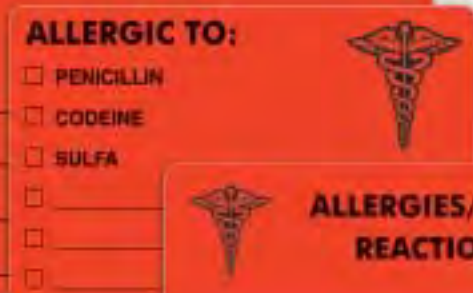 ALLERGIC TO:
PENICILLIN
CODEINE
SULFA
ALLERGIES/
REACTIO